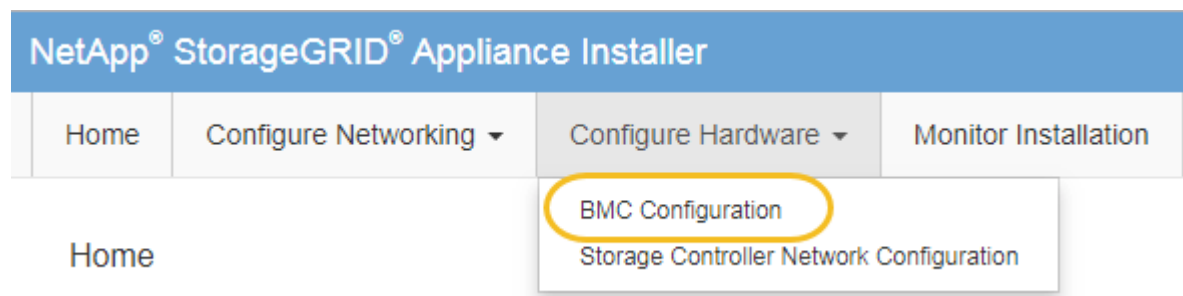 NetApp® StorageGRID® Appliance Installer
Home Configure Networking Configure Hardware Monitor Installation
BMC Configuration
Home
Storage Controller Network Configuration